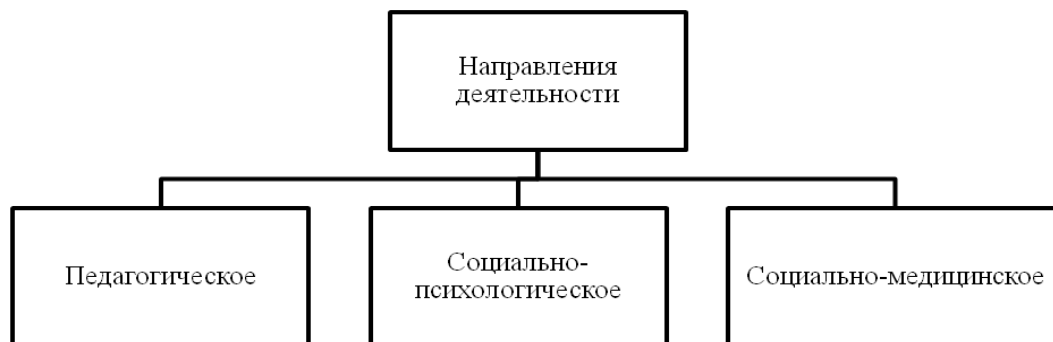 Направления
деятельности
Педагогическое
Социально-
психологическое
Социально-медицинское